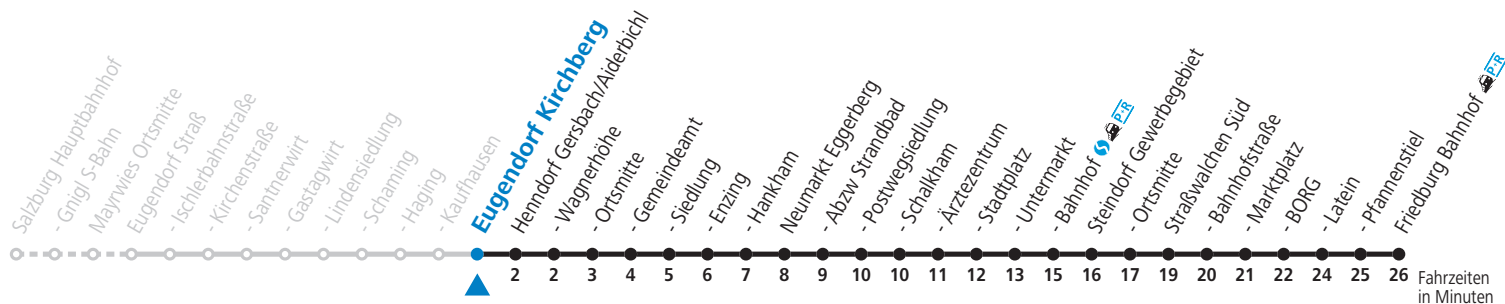 Salzburg Hauptbahnhof
- Gnigl S-Bahn
Mayrwies Ortsmitte
Eugendorf Straß
- Ischlerbahnstraße
- Kirchenstraße
- Santnerwirt
- Gastagwirt
- Lindensiedlung
- Schaming
- Haging
- Kaufhausen
Eugendorf Kirchberg
Henndorf Gersbach/Aiderbichl
- Wagnerhöhe
- Ortsmitte
- Gemeindeamt
- Siedlung
- Enzing
- Hankham
Neumarkt Eggerberg
- Abzw Strandbad
- Postwegsiedlung
- Schalkham
- Ärztezentrum
- Stadtplatz
- Untermarkt
- Bahnhof P+R
Steindorf Gewerbegebiet
- Ortsmitte
Straßwalchen Süd
- Bahnhofstraße
- Marktplatz
- BORG
- Latein
- Pfannenstiel
Friedburg Bahnhof P+R
2 2 3 4 5 6 7 8 9 10 10 11 12 13 15 16 17 19 20 21 22 24 25 26 Fahrzeiten
in Minuten